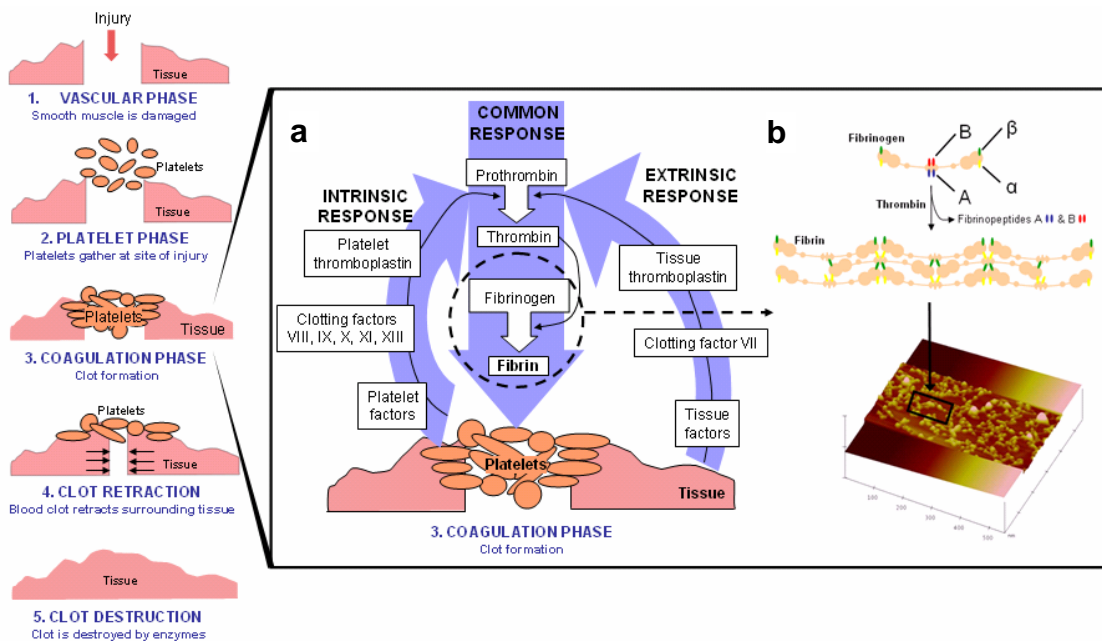 Injury
Tissue
1. VASCULAR PHASE
Smooth muscle is damaged
Platelets
Tissue
2. PLATELET PHASE
Platelets gather at site of injury
Platelets
Tissue
3. COAGULATION PHASE
Clot formation
Platelets
Tissue
4. CLOT RETRACTION
Blood clot retracts surrounding tissue
Tissue
5. CLOT DESTRUCTION
Clot is destroyed by enzymes
a
COMMON
RESPONSE
Prothrombin
INTRINSIC
RESPONSE
EXTRINSIC
RESPONSE
Thrombin
Platelet
thromboplastin
Tissue
thromboplastin
Fibrinogen
Clotting factors
VIII, IX, X, XI, XIII
Clotting factor VII
Fibrin
Platelet
factors
Tissue
factors
Platelets
Tissue
3. COAGULATION PHASE
Clot formation
b
B
β
Fibrinogen
A
α
Thrombin
Fibrinopeptides A & B
Fibrin
100
200
300
400
500